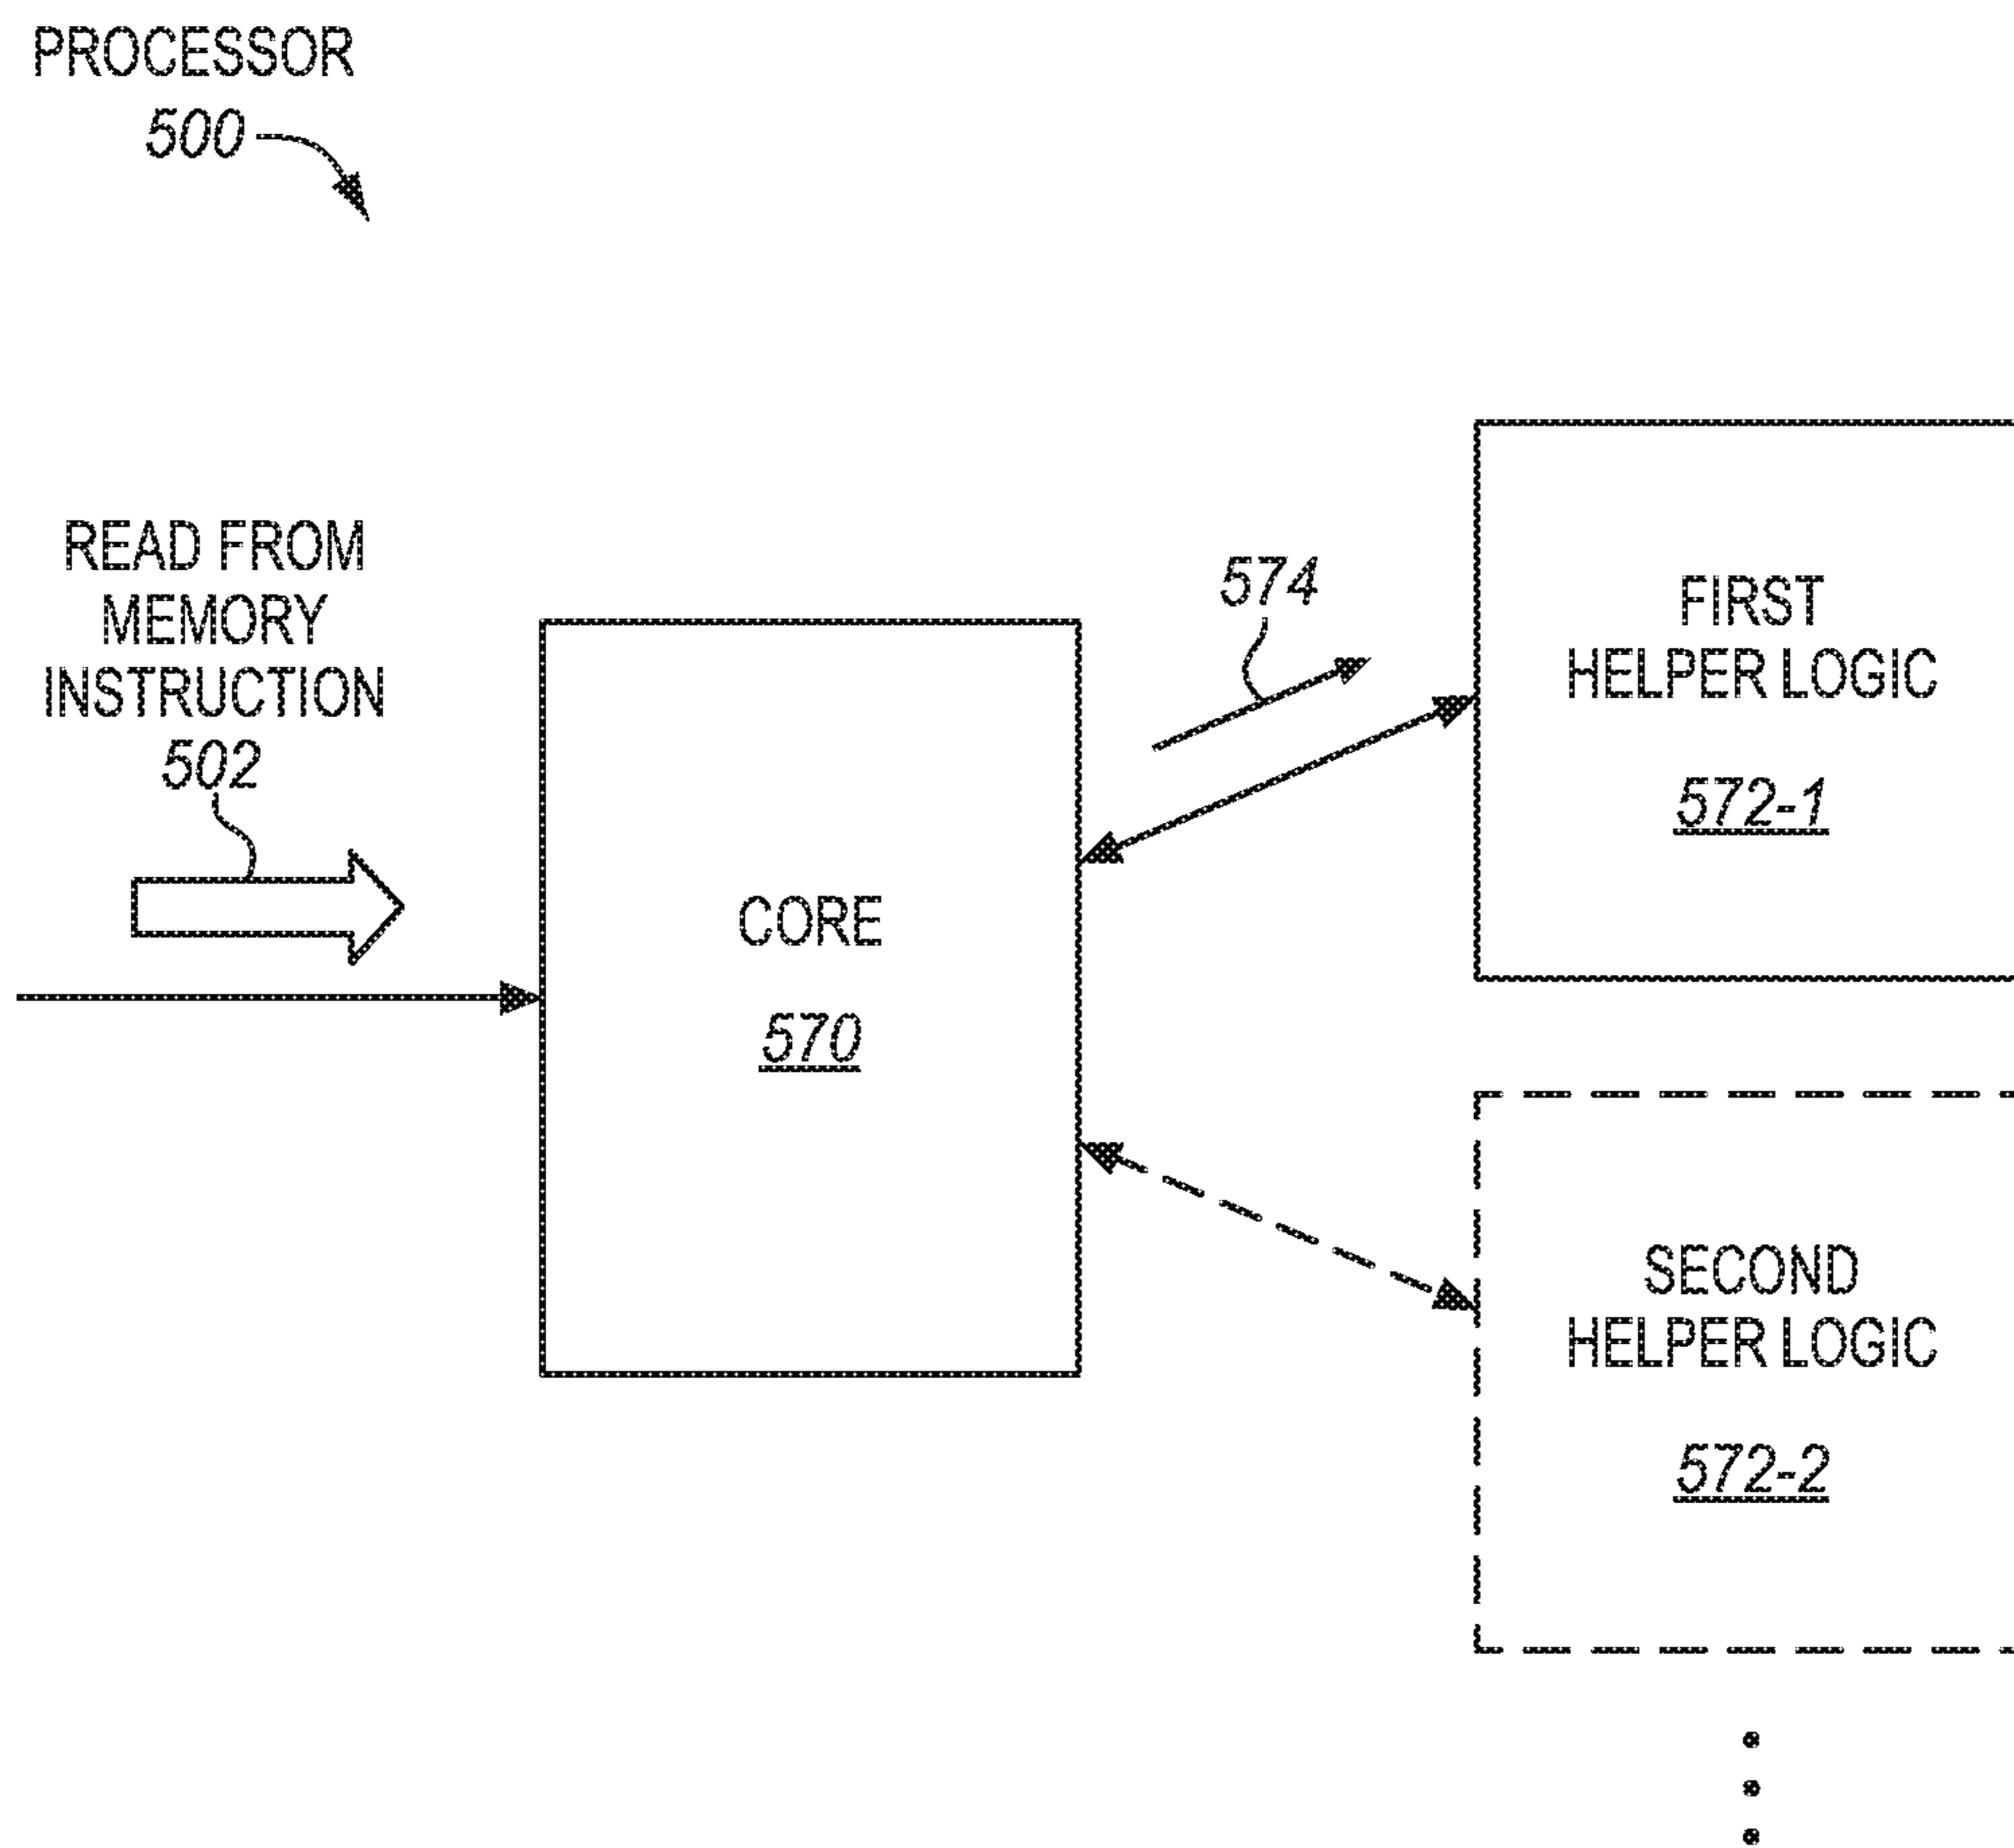 PROCESSOR
500
READ FROM
MEMORY
INSTRUCTION
502
CORE
570
574
FIRST
HELPER LOGIC
572-1
SECOND
HELPER LOGIC
572-2